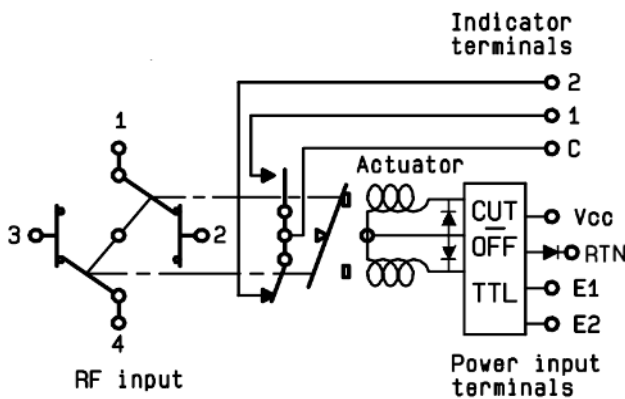 Indicator
terminals
2
1
C
1
Actuator
3
2
CUT
OFF
TTL
Vcc
RTN
E1
E2
4
RF input
Power input
terminals